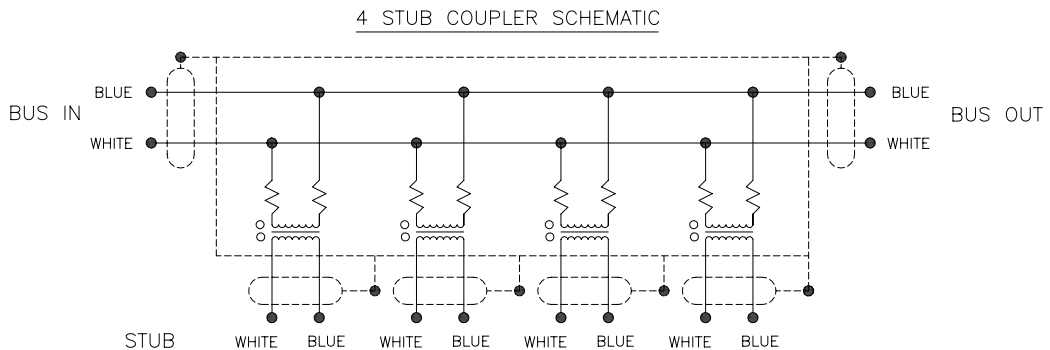 4 STUB COUPLER SCHEMATIC
BLUE BLUE
BUS IN BUS OUT
WHITE WHITE
STUB WHITE BLUE WHITE BLUE WHITE BLUE WHITE BLUE